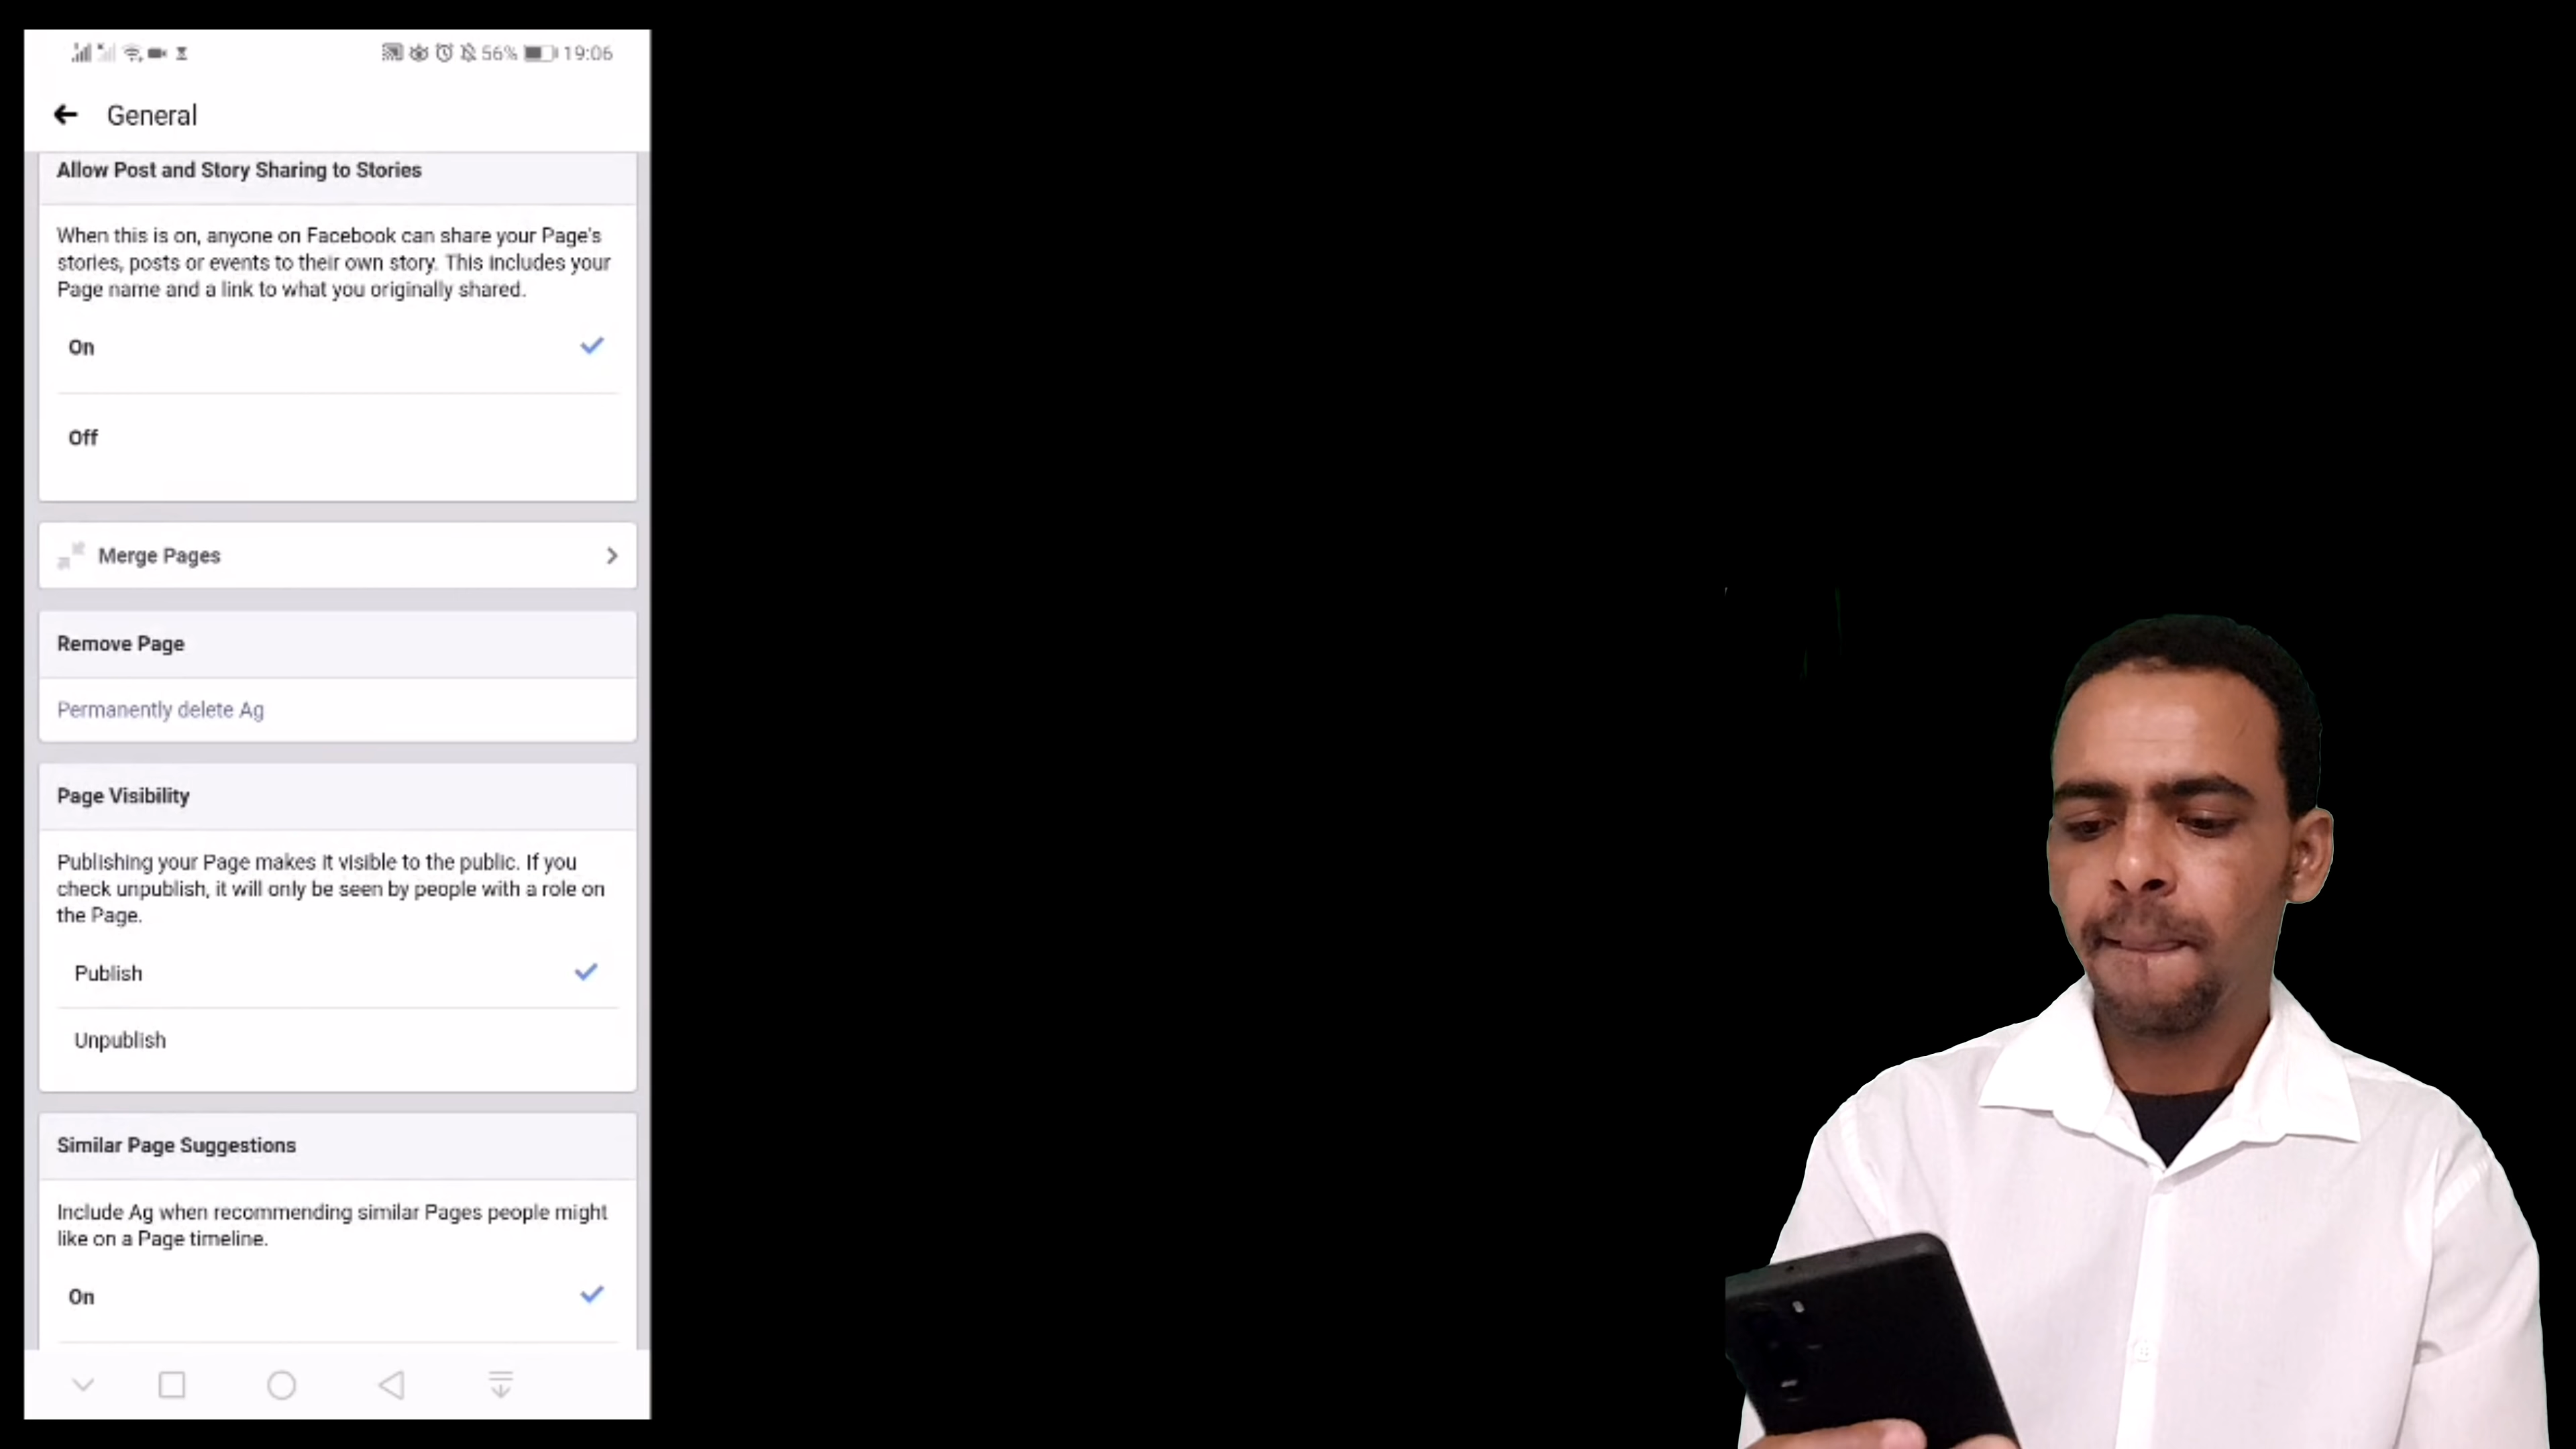 56% 19:06
General
Allow Post and Story Sharing to Stories
When this is on, anyone on Facebook can share your Page's
stories, posts or events to their own story. This includes your
Page name and a link to what you originally shared.
On
Off
Merge Pages
Remove Page
Permanently delete Ag
Page Visibility
Publishing your Page makes it visible to the public. If you
check unpublish, it will only be seen by people with a role on
the Page.
Publish
Unpublish
Similar Page Suggestions
Include Ag when recommending similar Pages people might
like on a Page timeline.
On